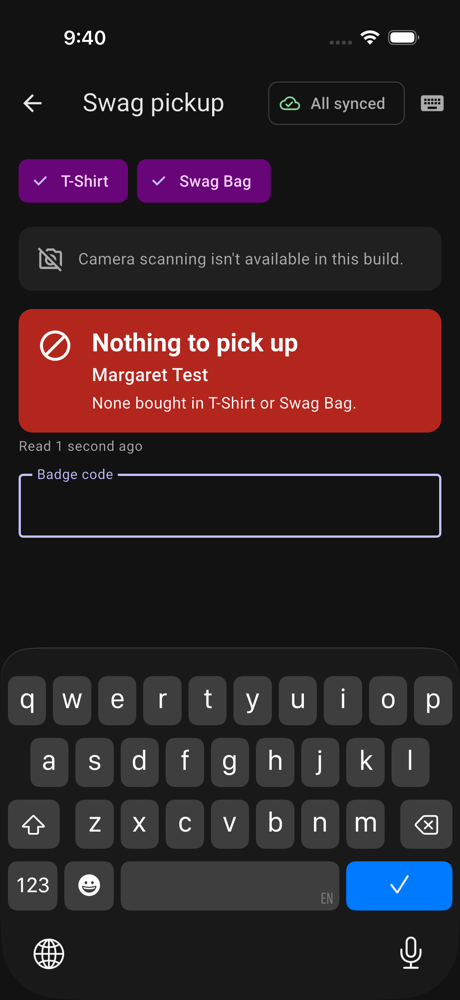 9:40
Swag pickup
All synced
T-Shirt
Swag Bag
Camera scanning isn't available in this build.
Nothing to pick up
Margaret Test
None bought in T-Shirt or Swag Bag.
Read 1 second ago
Badge code
q w e r t y u i o p
a s d f g h j k l
z x c v b n m
123
EN